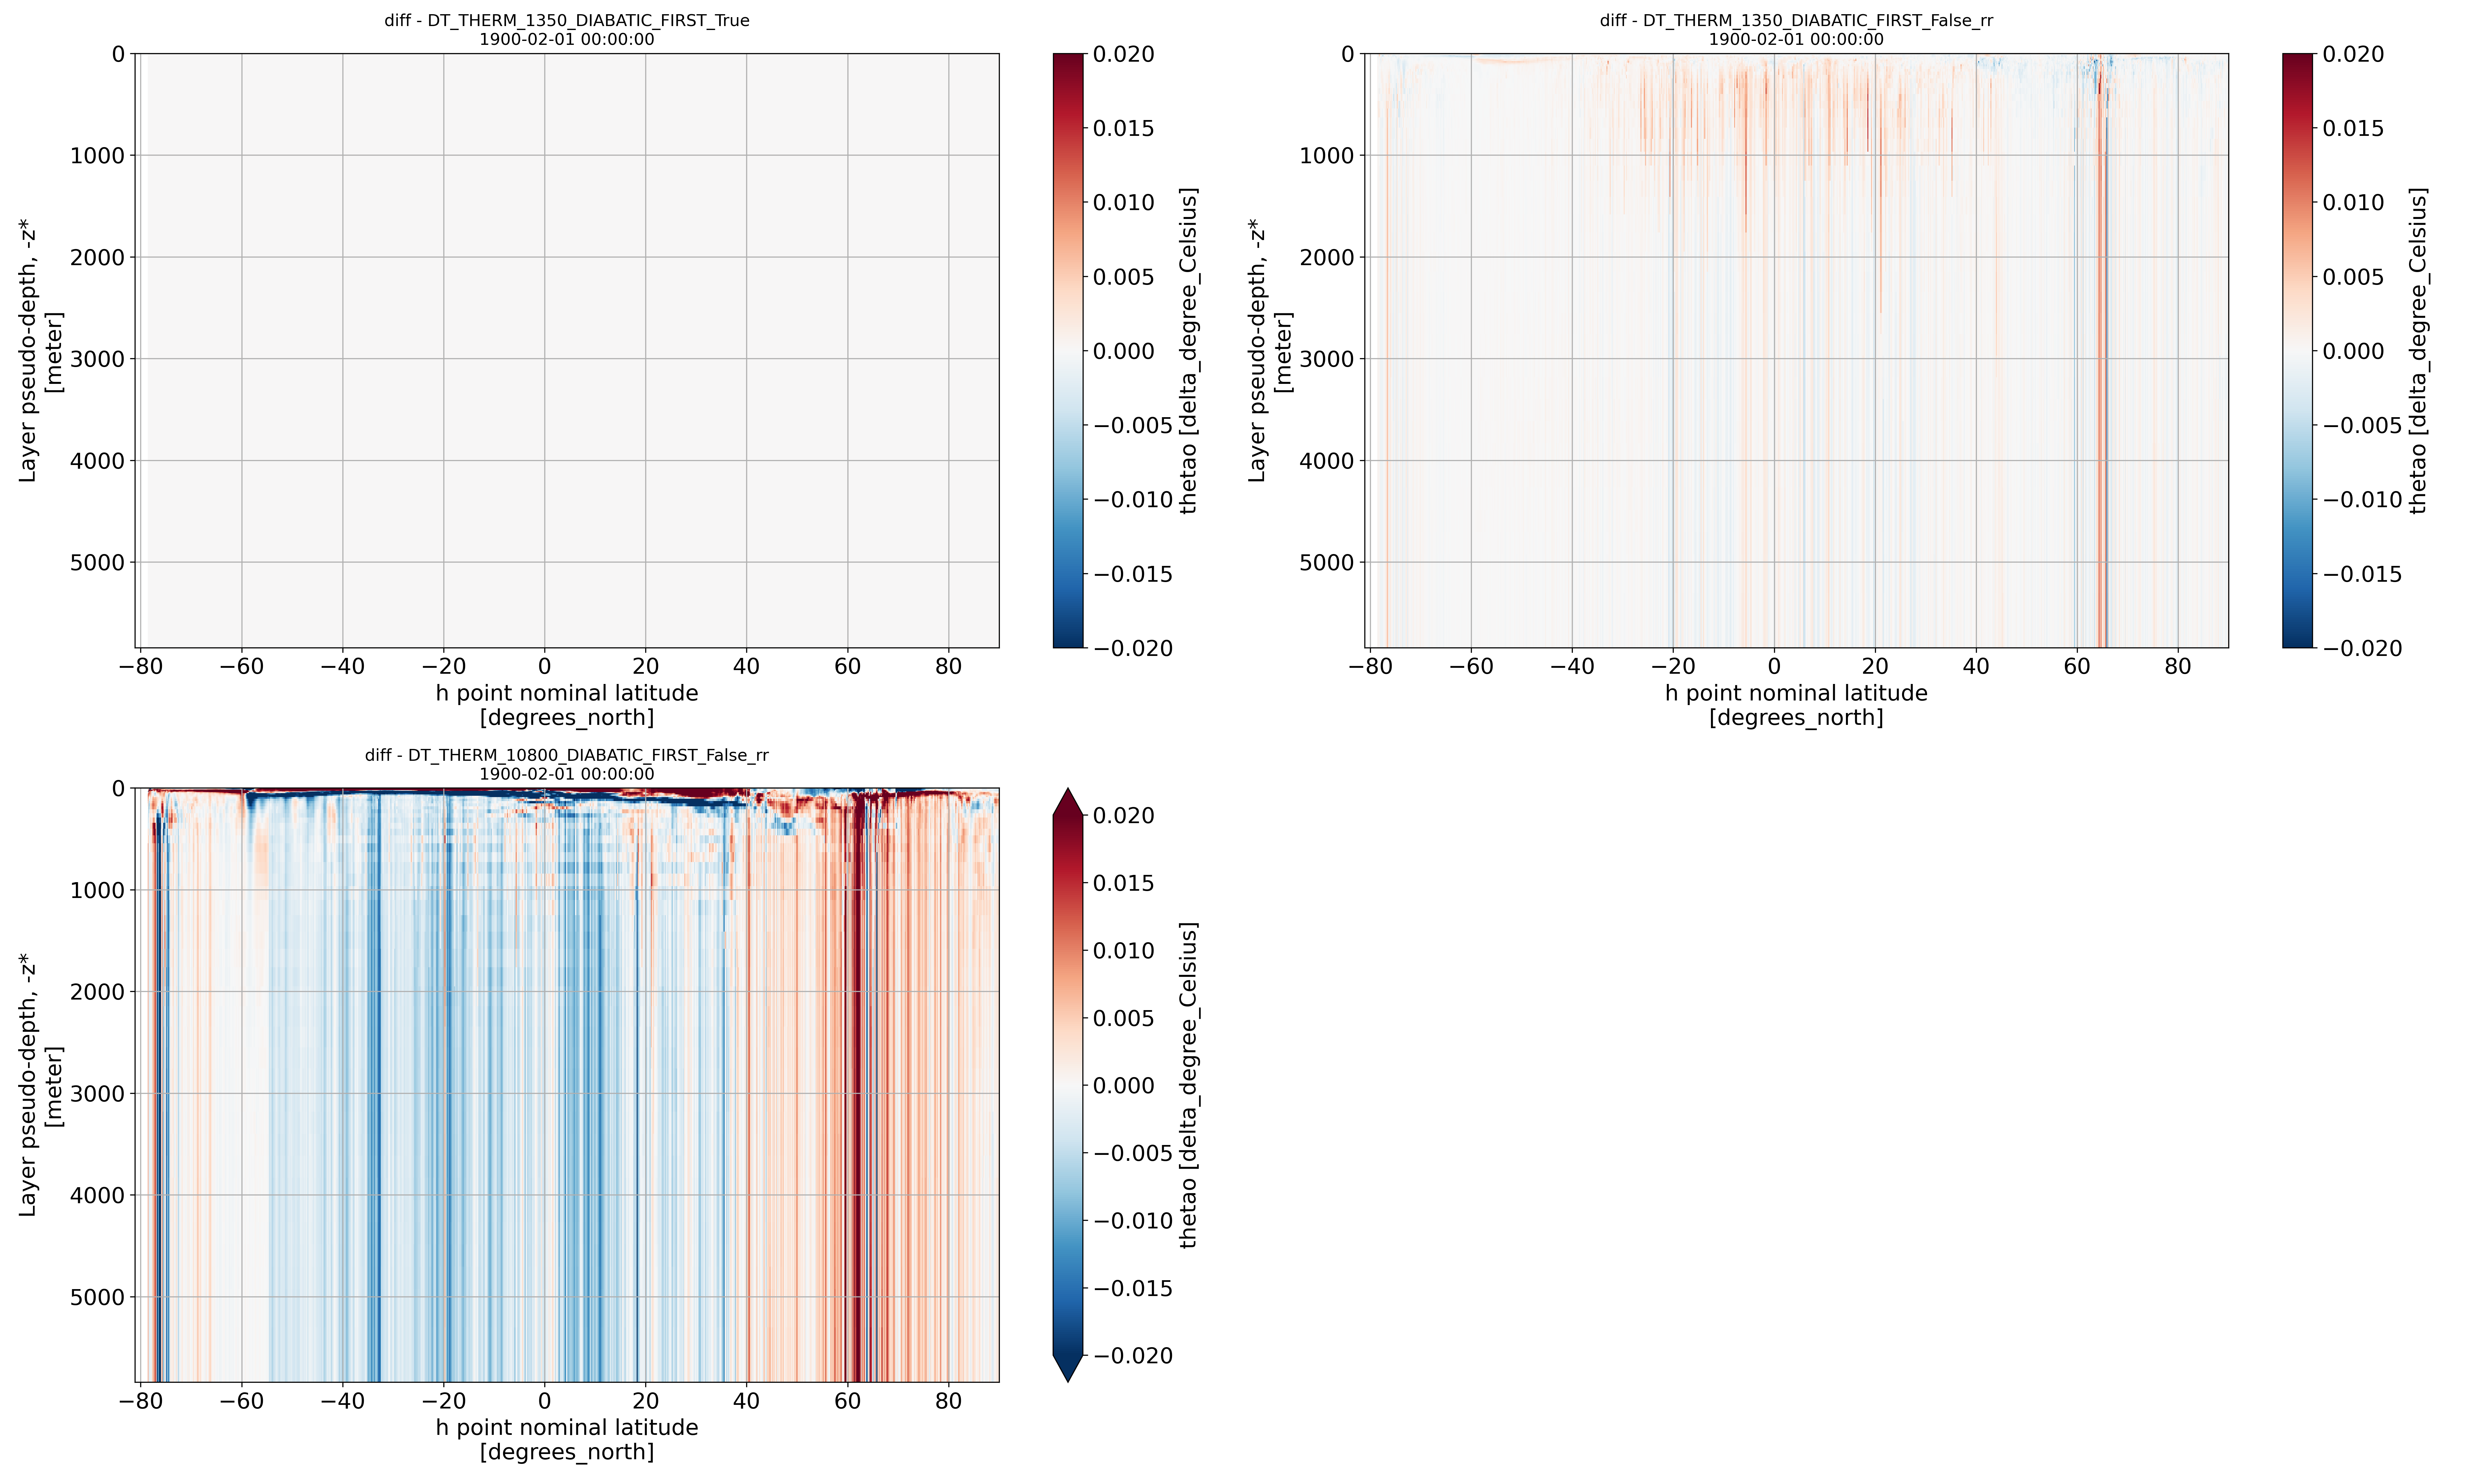 diff - DT_THERM_1350_DIABATIC_FIRST_True
1900-02-01 00:00:00
0
1000
2000
3000
4000
5000
Layer pseudo-depth, -z*
[meter]
−80 −60 −40 −20 0 20 40 60 80
h point nominal latitude
[degrees_north]
0.020
0.015
0.010
0.005
0.000
−0.005
−0.010
−0.015
−0.020
thetao [delta_degree_Celsius]
diff - DT_THERM_1350_DIABATIC_FIRST_False_rr
1900-02-01 00:00:00
0
1000
2000
3000
4000
5000
Layer pseudo-depth, -z*
[meter]
−80 −60 −40 −20 0 20 40 60 80
h point nominal latitude
[degrees_north]
0.020
0.015
0.010
0.005
0.000
−0.005
−0.010
−0.015
−0.020
thetao [delta_degree_Celsius]
diff - DT_THERM_10800_DIABATIC_FIRST_False_rr
1900-02-01 00:00:00
0
1000
2000
3000
4000
5000
Layer pseudo-depth, -z*
[meter]
−80 −60 −40 −20 0 20 40 60 80
h point nominal latitude
[degrees_north]
0.020
0.015
0.010
0.005
0.000
−0.005
−0.010
−0.015
−0.020
thetao [delta_degree_Celsius]